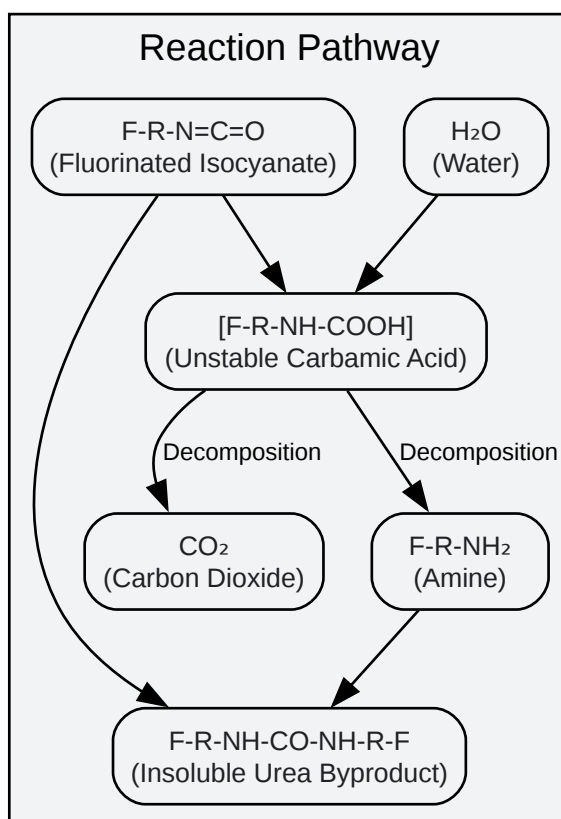 Reaction Pathway
F-R-N=C=O
(Fluorinated Isocyanate)
H₂O
(Water)
[F-R-NH-COOH]
(Unstable Carbamic Acid)
Decomposition
Decomposition
CO₂
(Carbon Dioxide)
F-R-NH₂
(Amine)
F-R-NH-CO-NH-R-F
(Insoluble Urea Byproduct)